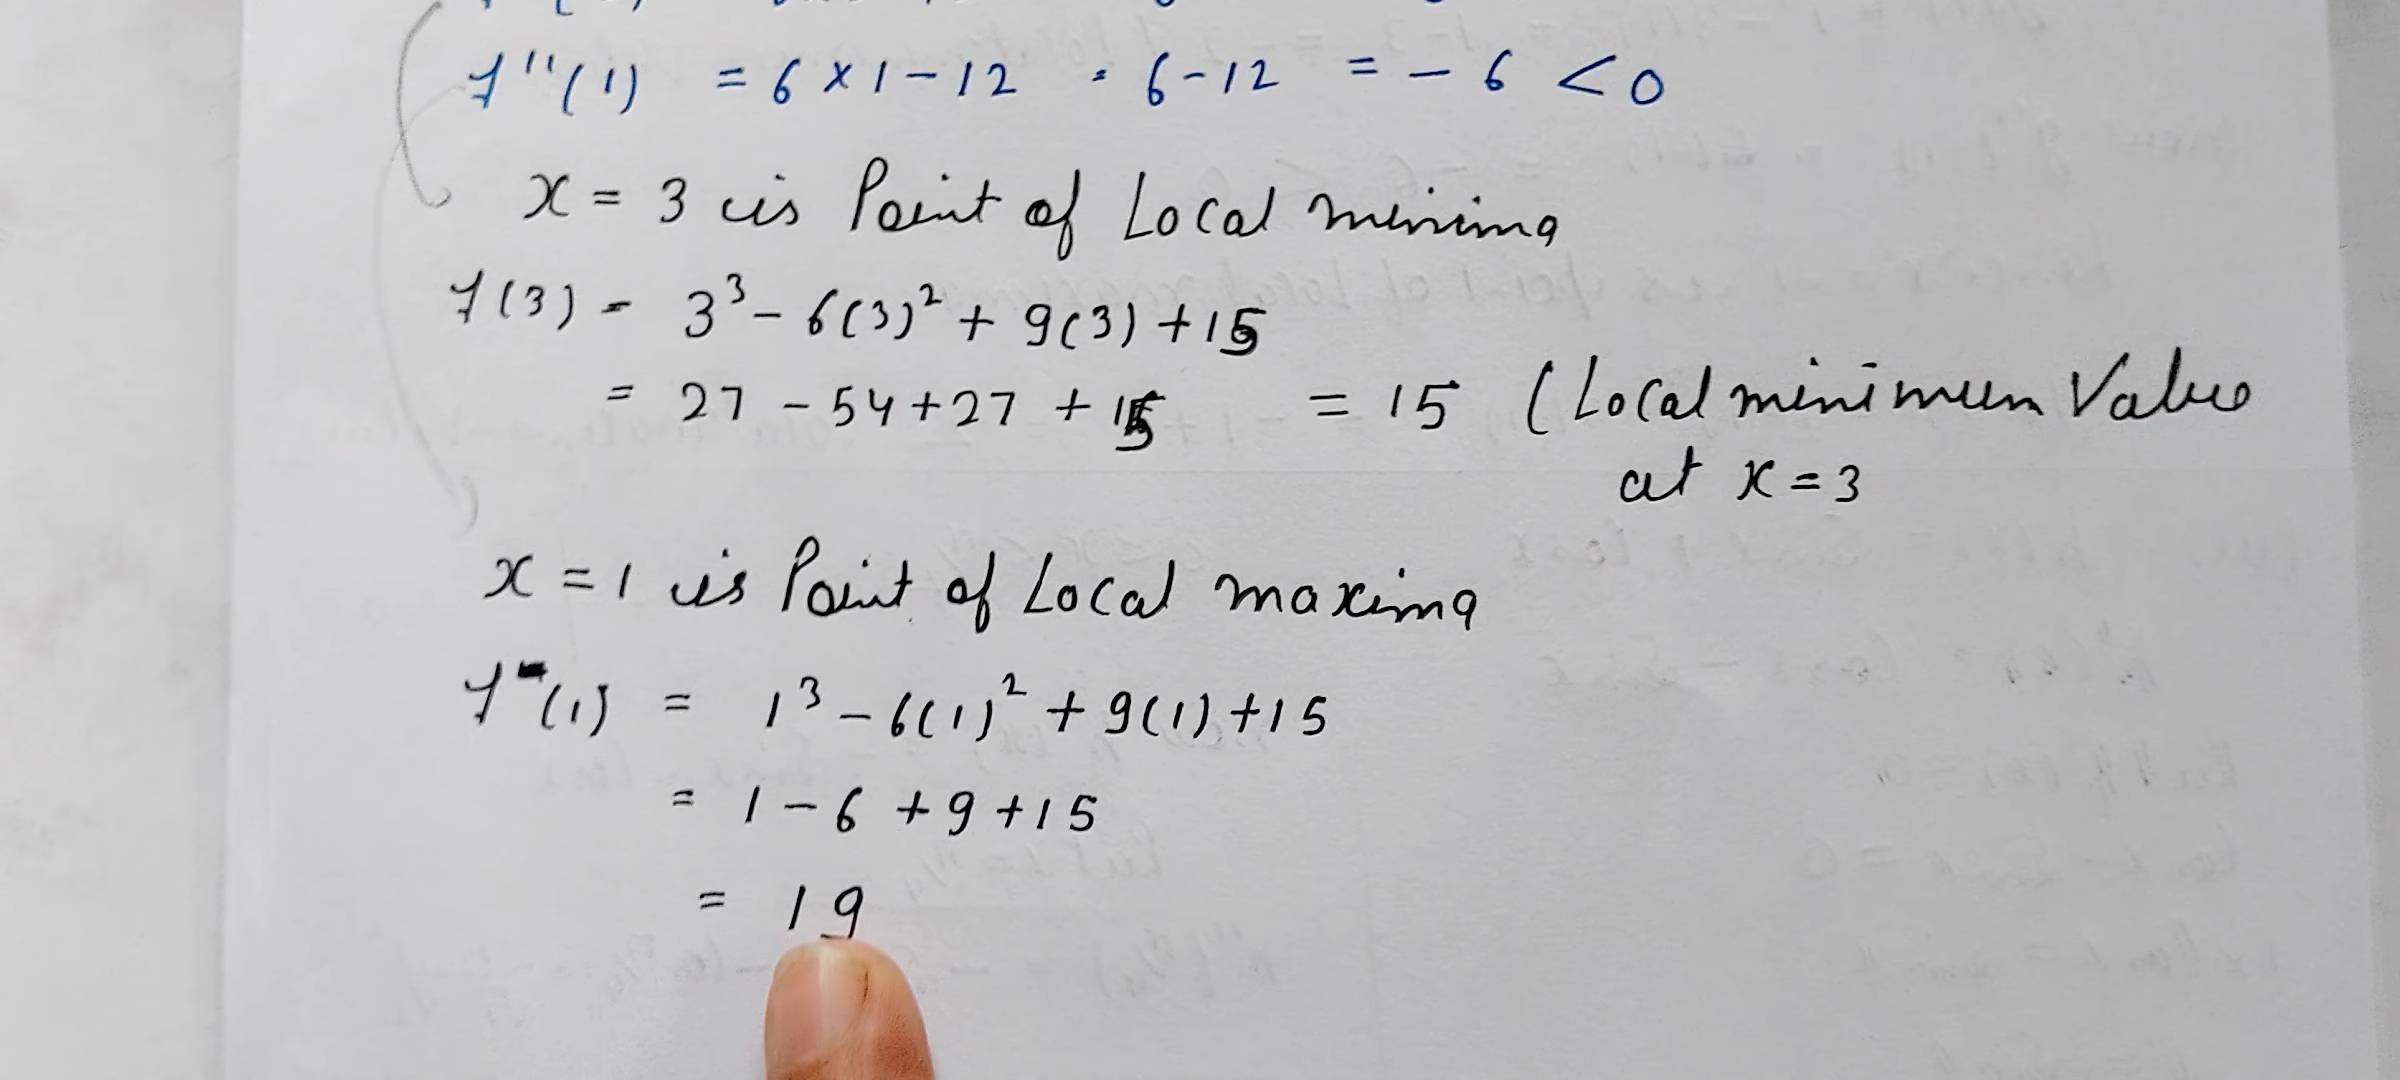 f''(1) = 6 x 1 - 12 = 6 - 12 = - 6 < 0
x = 3 is Point of Local minima
f(3) = 3³ - 6(3)² + 9(3) + 15
= 27 - 54 + 27 + 15 = 15 (Local minimum Value
at x = 3
x = 1 is Point of Local maxima
f(1) = 1³ - 6(1)² + 9(1) + 15
= 1 - 6 + 9 + 15
= 19